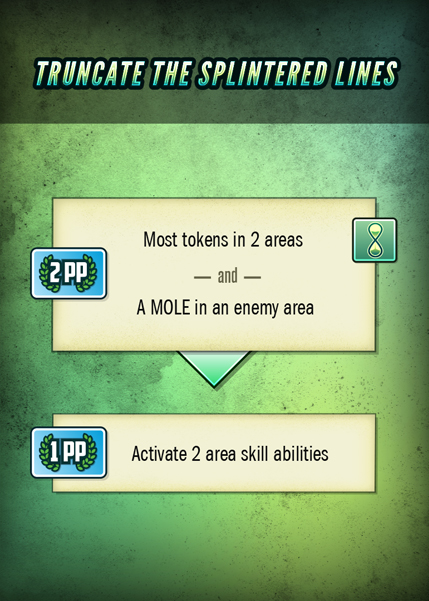 TRUNCATE THE SPLINTERED LINES
Most tokens in 2 areas
2 PP
— and —
A MOLE in an enemy area
1 PP
Activate 2 area skill abilities